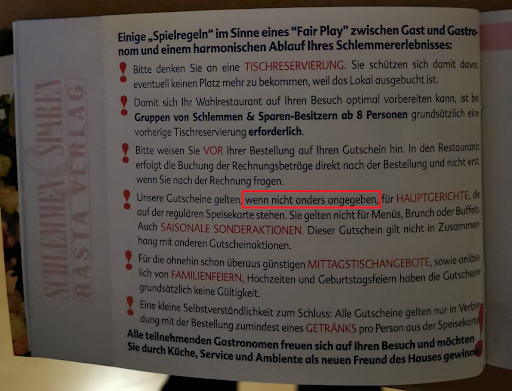 Einige „Spielregeln" im Sinne eines "Fair Play" zwischen Gast und Gastro-
nom und einem harmonischen Ablauf Ihres Schlemmererlebnisses:
Bitte denken Sie an eine TISCHRESERVIERUNG. Sie schützen sich damit davor,
eventuell keinen Platz mehr zu bekommen, weil das Lokal ausgebucht ist.
Damit sich Ihr Wahlrestaurant auf Ihren Besuch optimal vorbereiten kann, ist bei
Gruppen von Schlemmen & Sparen-Besitzern ab 8 Personen grundsätzlich eine
vorherige Tischreservierung erforderlich.
Bitte weisen Sie VOR Ihrer Bestellung auf Ihren Gutschein hin. In den Restaurants
erfolgt die Buchung der Rechnungsbeträge direkt nach der Bestellung und nicht erst,
wenn Sie nach der Rechnung fragen.
Unsere Gutscheine gelten, wenn nicht anders angegeben, für HAUPTGERICHTE, die
auf der regulären Speisekarte stehen. Sie gelten nicht für Menüs, Brunch oder Buffets.
Auch SAISONALE SONDERAKTIONEN. Dieser Gutschein gilt nicht in Zusammen-
hang mit anderen Gutscheinaktionen.
Für die ohnehin schon überaus günstigen MITTAGSTISCHANGEBOTE, sowie anläss-
lich von FAMILIENFEIERN, Hochzeiten und Geburtstagsfeiern haben die Gutscheine
grundsätzlich keine Gültigkeit.
Eine kleine Selbstverständlichkeit zum Schluss: Alle Gutscheine gelten nur in Verbin-
dung mit der Bestellung zumindest eines GETRÄNKS pro Person aus der Speisekarte
Alle teilnehmenden Gastronomen freuen sich auf Ihren Besuch und möchten
Sie durch Küche, Service und Ambiente als neuen Freund des Hauses gewinnen
SCHLEMMEN & SPAREN
RASTA VERLAG